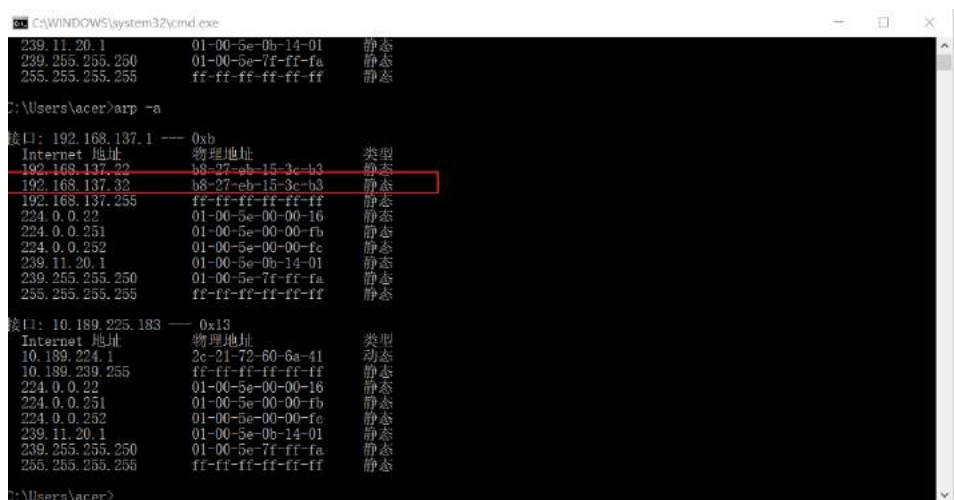 C:\WINDOWS\system32\cmd.exe
239.11.20.1 01-00-5e-0b-14-01 静态
239.255.255.250 01-00-5e-7f-ff-fa 静态
255.255.255.255 ff-ff-ff-ff-ff-ff 静态
C:\Users\acer>arp -a
接口: 192.168.137.1 --- 0xb
Internet 地址 物理地址 类型
192.168.137.22 b8-27-eb-15-3c-b3 静态
192.168.137.32 b8-27-eb-15-3c-b3 静态
192.168.137.255 ff-ff-ff-ff-ff-ff 静态
224.0.0.22 01-00-5e-00-00-16 静态
224.0.0.251 01-00-5e-00-00-fb 静态
224.0.0.252 01-00-5e-00-00-fc 静态
239.11.20.1 01-00-5e-0b-14-01 静态
239.255.255.250 01-00-5e-7f-ff-fa 静态
255.255.255.255 ff-ff-ff-ff-ff-ff 静态
接口: 10.189.225.183 --- 0x13
Internet 地址 物理地址 类型
10.189.224.1 2c-21-72-60-6a-41 动态
10.189.239.255 ff-ff-ff-ff-ff-ff 静态
224.0.0.22 01-00-5e-00-00-16 静态
224.0.0.251 01-00-5e-00-00-fb 静态
224.0.0.252 01-00-5e-00-00-fc 静态
239.11.20.1 01-00-5e-0b-14-01 静态
239.255.255.250 01-00-5e-7f-ff-fa 静态
255.255.255.255 ff-ff-ff-ff-ff-ff 静态
C:\Users\acer>